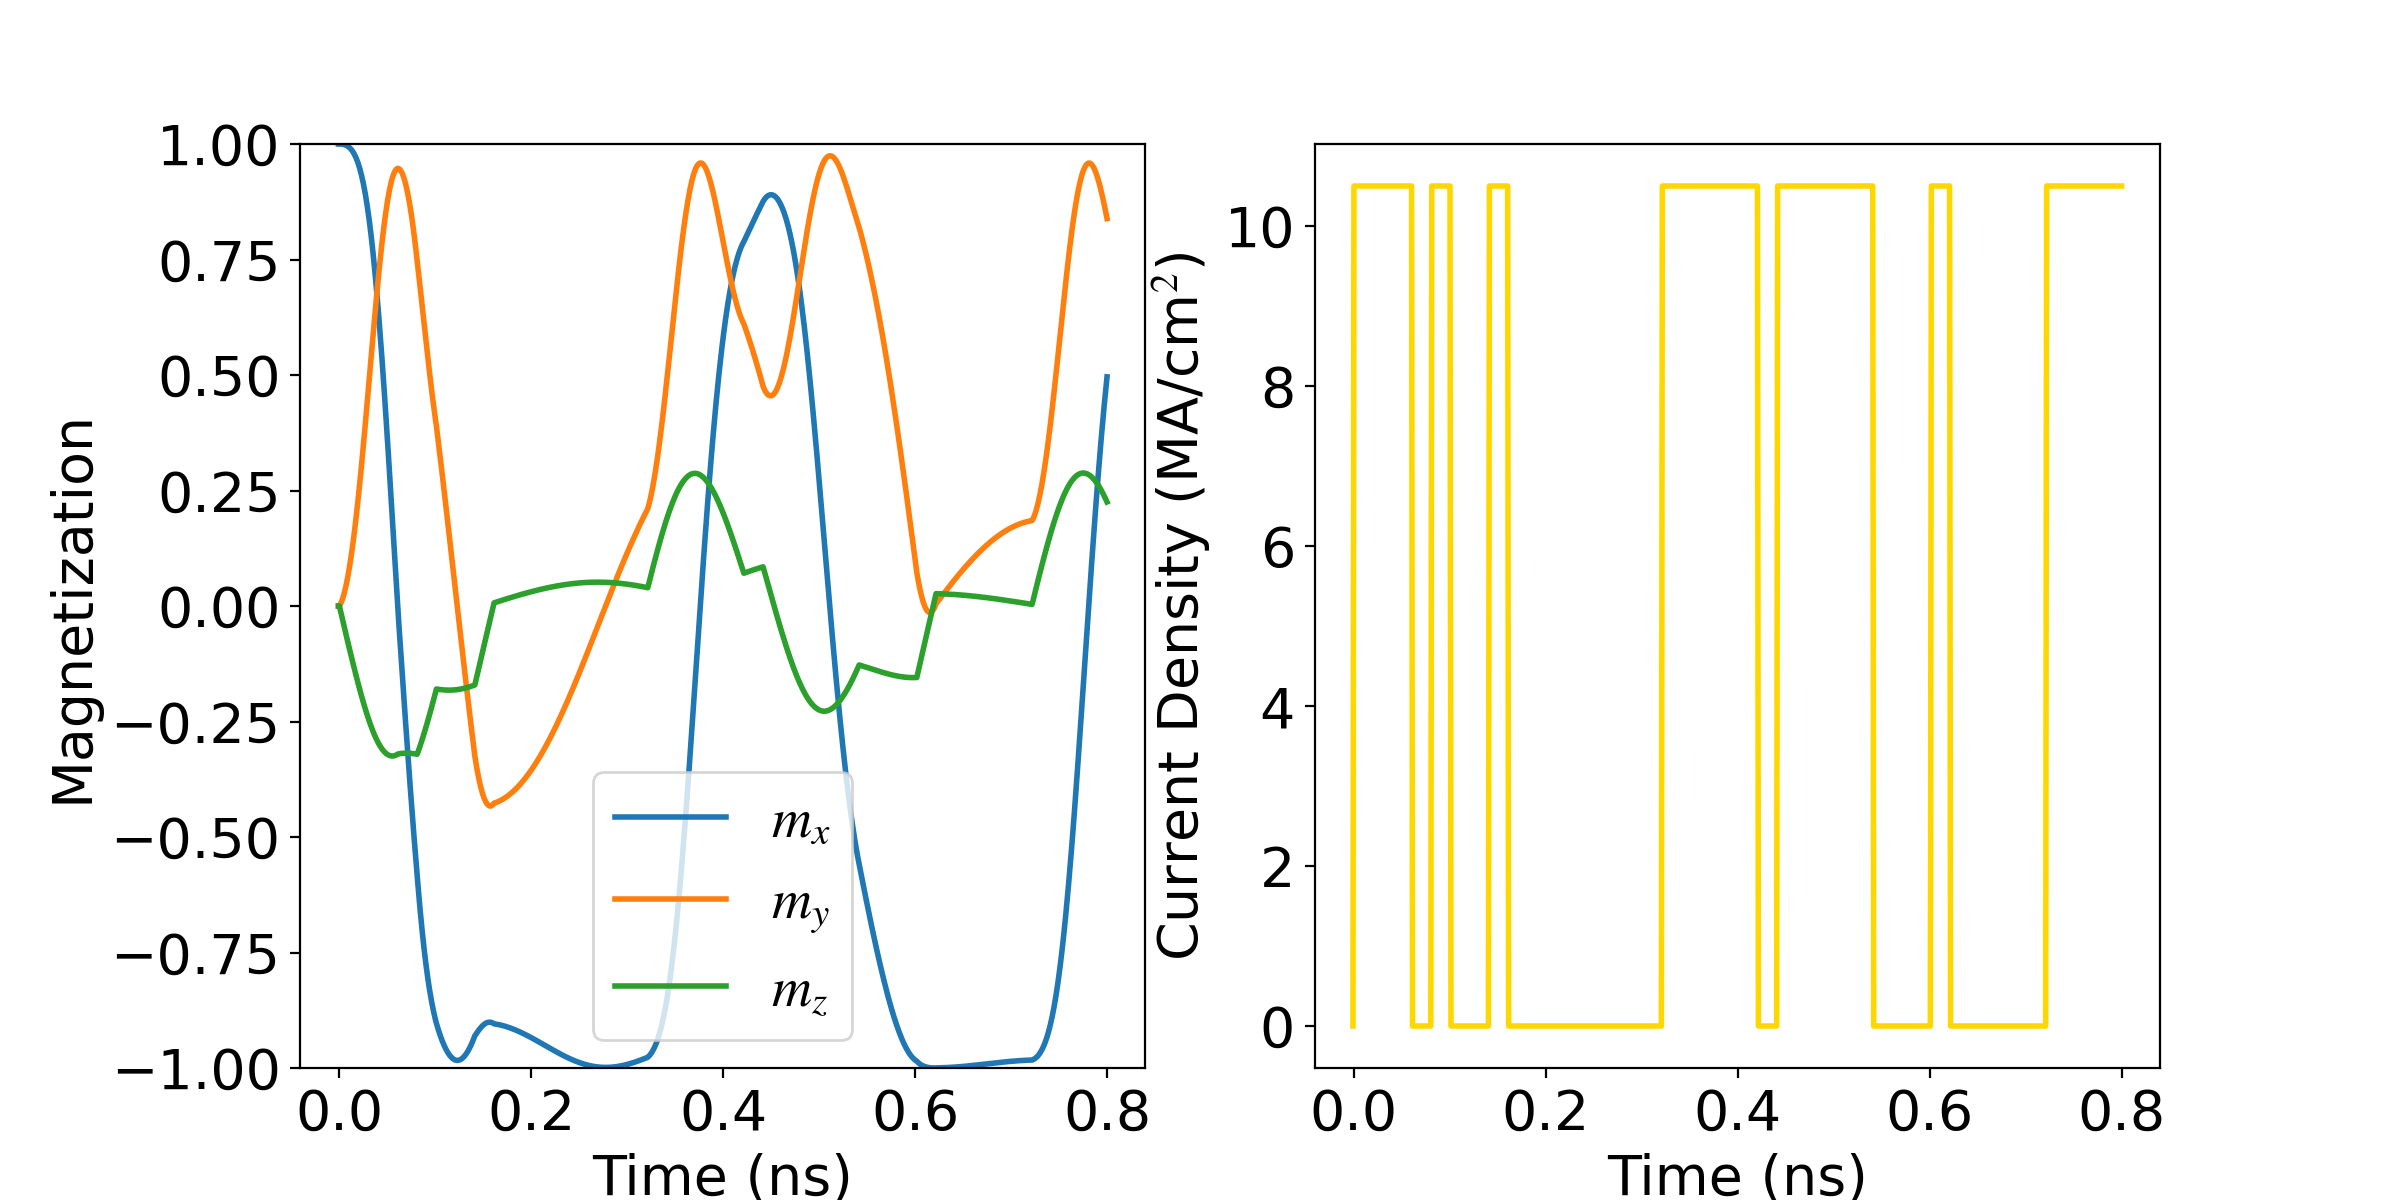 1.00
0.75
0.50
0.25
0.00
−0.25
−0.50
−0.75
−1.00
Magnetization
0.0 0.2 0.4 0.6 0.8
Time (ns)
m_x
m_y
m_z
10
8
6
4
2
0
Current Density (MA/cm²)
0.0 0.2 0.4 0.6 0.8
Time (ns)